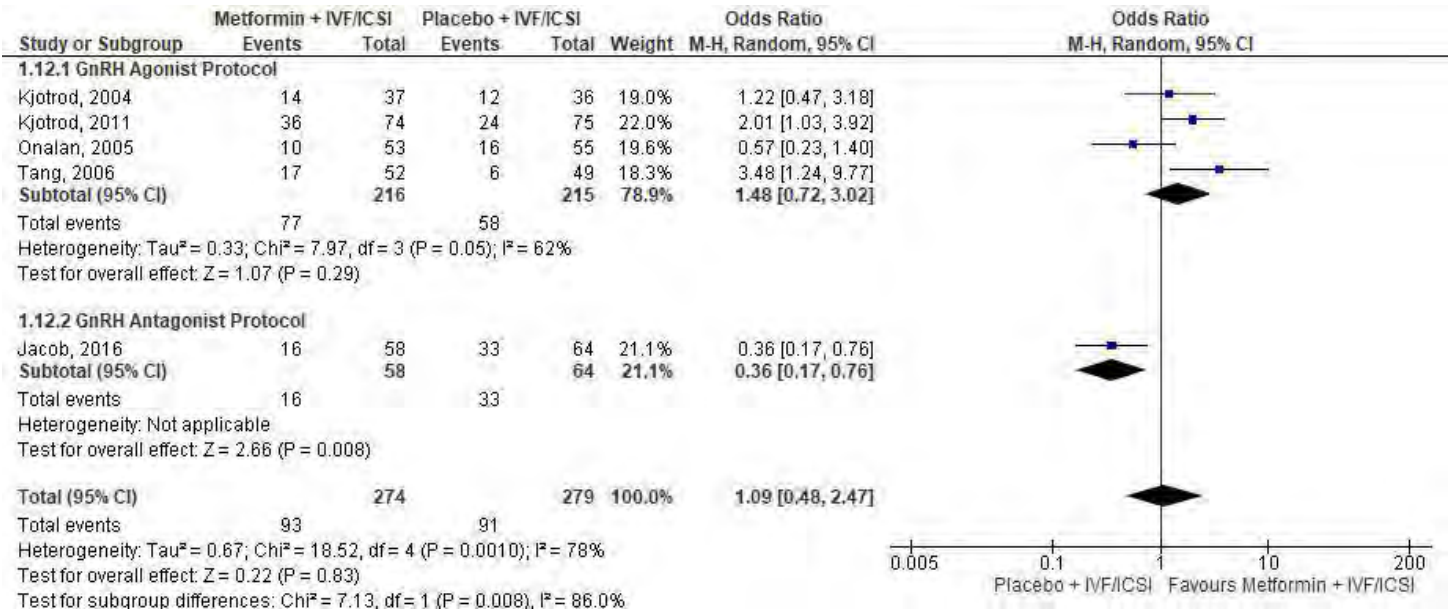 Metformin + IVF/ICSI Placebo + IVF/ICSI Odds Ratio Odds Ratio
Study or Subgroup Events Total Events Total Weight M-H, Random, 95% CI M-H, Random, 95% CI
1.12.1 GnRH Agonist Protocol
Kjotrod, 2004 14 37 12 36 19.0% 1.22 [0.47, 3.18]
Kjotrod, 2011 36 74 24 75 22.0% 2.01 [1.03, 3.92]
Onalan, 2005 10 53 16 55 19.6% 0.57 [0.23, 1.40]
Tang, 2006 17 52 6 49 18.3% 3.48 [1.24, 9.77]
Subtotal (95% CI) 216 215 78.9% 1.48 [0.72, 3.02]
Total events 77 58
Heterogeneity: Tau² = 0.33; Chi² = 7.97, df = 3 (P = 0.05); I² = 62%
Test for overall effect: Z = 1.07 (P = 0.29)
1.12.2 GnRH Antagonist Protocol
Jacob, 2016 16 58 33 64 21.1% 0.36 [0.17, 0.76]
Subtotal (95% CI) 58 64 21.1% 0.36 [0.17, 0.76]
Total events 16 33
Heterogeneity: Not applicable
Test for overall effect: Z = 2.66 (P = 0.008)
Total (95% CI) 274 279 100.0% 1.09 [0.48, 2.47]
Total events 93 91
Heterogeneity: Tau² = 0.67; Chi² = 18.52, df = 4 (P = 0.0010); I² = 78%
Test for overall effect: Z = 0.22 (P = 0.83)
Test for subgroup differences: Chi² = 7.13, df = 1 (P = 0.008), I² = 86.0%
0.005 0.1 1 10 200
Placebo + IVF/ICSI Favours Metformin + IVF/ICSI